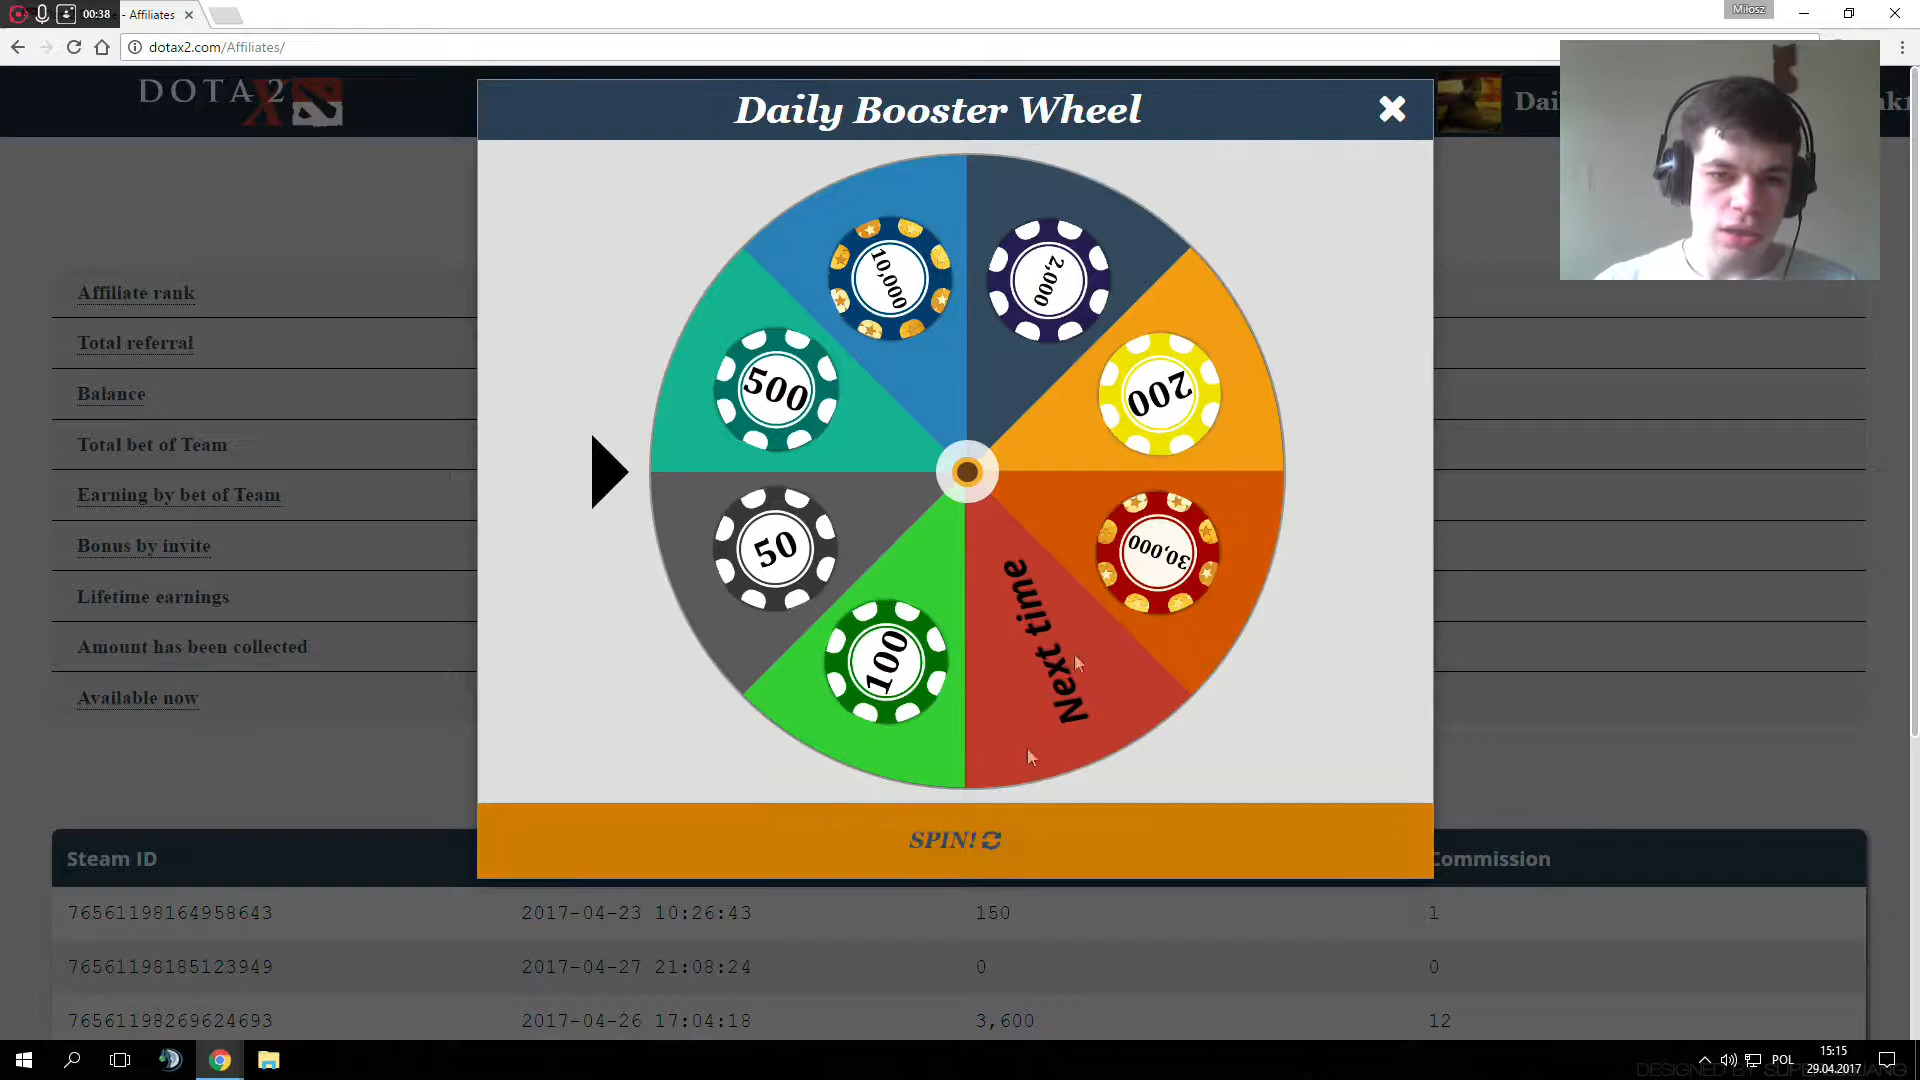 00:38
- Affiliates
Miłosz
dotax2.com/Affiliates/
DOTA 2
X
Daily Booster Wheel
10,000
2,000
500
200
50
30,000
100
Next time
SPIN!
Affiliate rank
Total referral
Balance
Total bet of Team
Earning by bet of Team
Bonus by invite
Lifetime earnings
Amount has been collected
Available now
Steam ID
Commission
76561198164958643 2017-04-23 10:26:43 150 1
76561198185123949 2017-04-27 21:08:24 0 0
76561198269624693 2017-04-26 17:04:18 3,600 12
POL
15:15
29.04.2017
DESIGNED BY